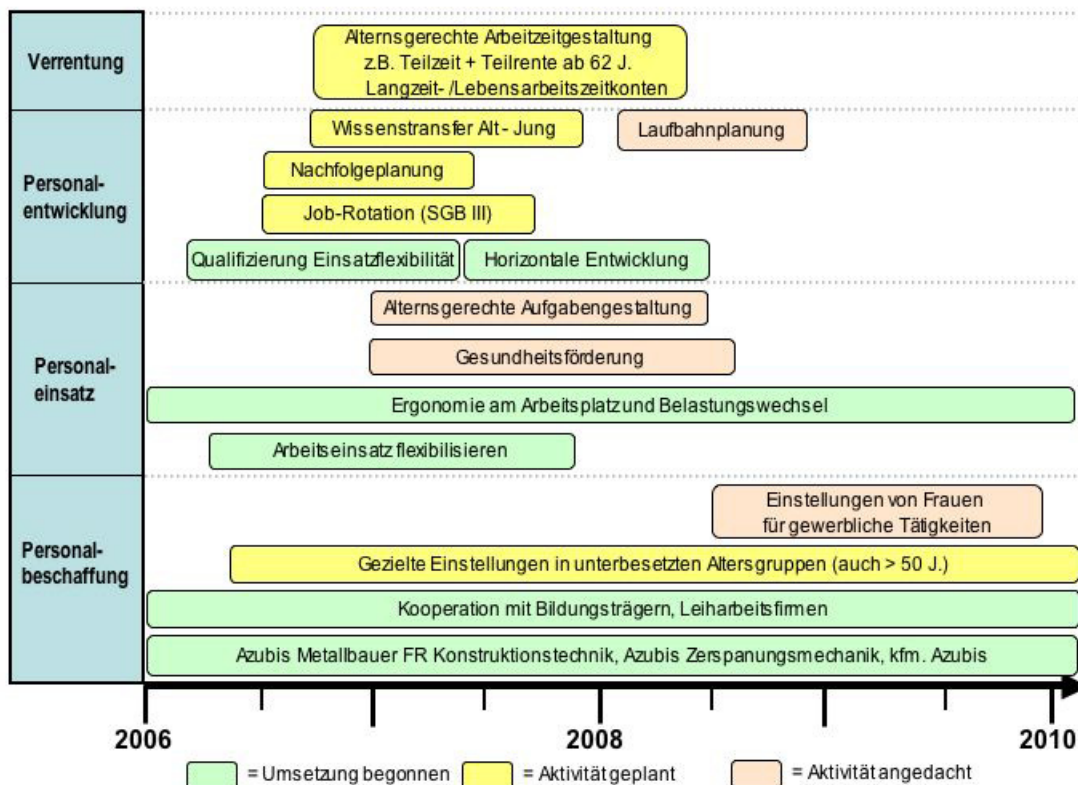 Verrentung
Alternsgerechte Arbeitzeitgestaltung
z.B. Teilzeit + Teilrente ab 62 J.
Langzeit- /Lebensarbeitszeitkonten
Personal-
entwicklung
Wissenstransfer Alt - Jung
Laufbahnplanung
Nachfolgeplanung
Job-Rotation (SGB III)
Qualifizierung Einsatzflexibilität
Horizontale Entwicklung
Personal-
einsatz
Alternsgerechte Aufgabengestaltung
Gesundheitsförderung
Ergonomie am Arbeitsplatz und Belastungswechsel
Arbeitseinsatz flexibilisieren
Personal-
beschaffung
Einstellungen von Frauen
für gewerbliche Tätigkeiten
Gezielte Einstellungen in unterbesetzten Altersgruppen (auch > 50 J.)
Kooperation mit Bildungsträgern, Leiharbeitsfirmen
Azubis Metallbauer FR Konstruktionstechnik, Azubis Zerspanungsmechanik, kfm. Azubis
2006 2008 2010
= Umsetzung begonnen = Aktivität geplant = Aktivität angedacht